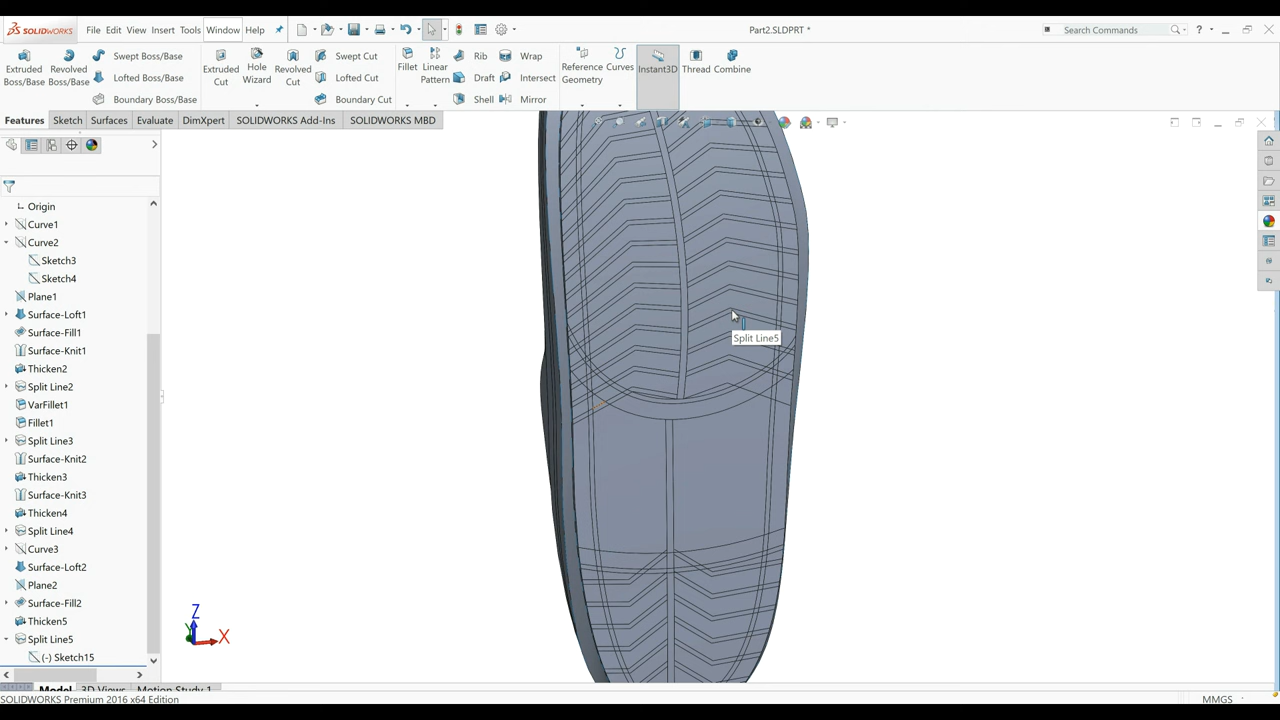 SOLIDWORKS File Edit View Insert Tools Window Help Part2.SLDPRT * Search Commands
Extruded Boss/Base
Revolved Boss/Base
Swept Boss/Base
Lofted Boss/Base
Boundary Boss/Base
Extruded Cut
Hole Wizard
Revolved Cut
Swept Cut
Lofted Cut
Boundary Cut
Fillet
Linear Pattern
Rib
Draft
Shell
Wrap
Intersect
Mirror
Reference Geometry
Curves
Instant3D
Thread
Combine
Features Sketch Surfaces Evaluate DimXpert SOLIDWORKS Add-Ins SOLIDWORKS MBD
Origin
Curve1
Curve2
Sketch3
Sketch4
Plane1
Surface-Loft1
Surface-Fill1
Surface-Knit1
Thicken2
Split Line2
VarFillet1
Fillet1
Split Line3
Surface-Knit2
Thicken3
Surface-Knit3
Thicken4
Split Line4
Curve3
Surface-Loft2
Plane2
Surface-Fill2
Thicken5
Split Line5
(-) Sketch15
Split Line5
Z
X
Model 3D Views Motion Study 1
SOLIDWORKS Premium 2016 x64 Edition MMGS